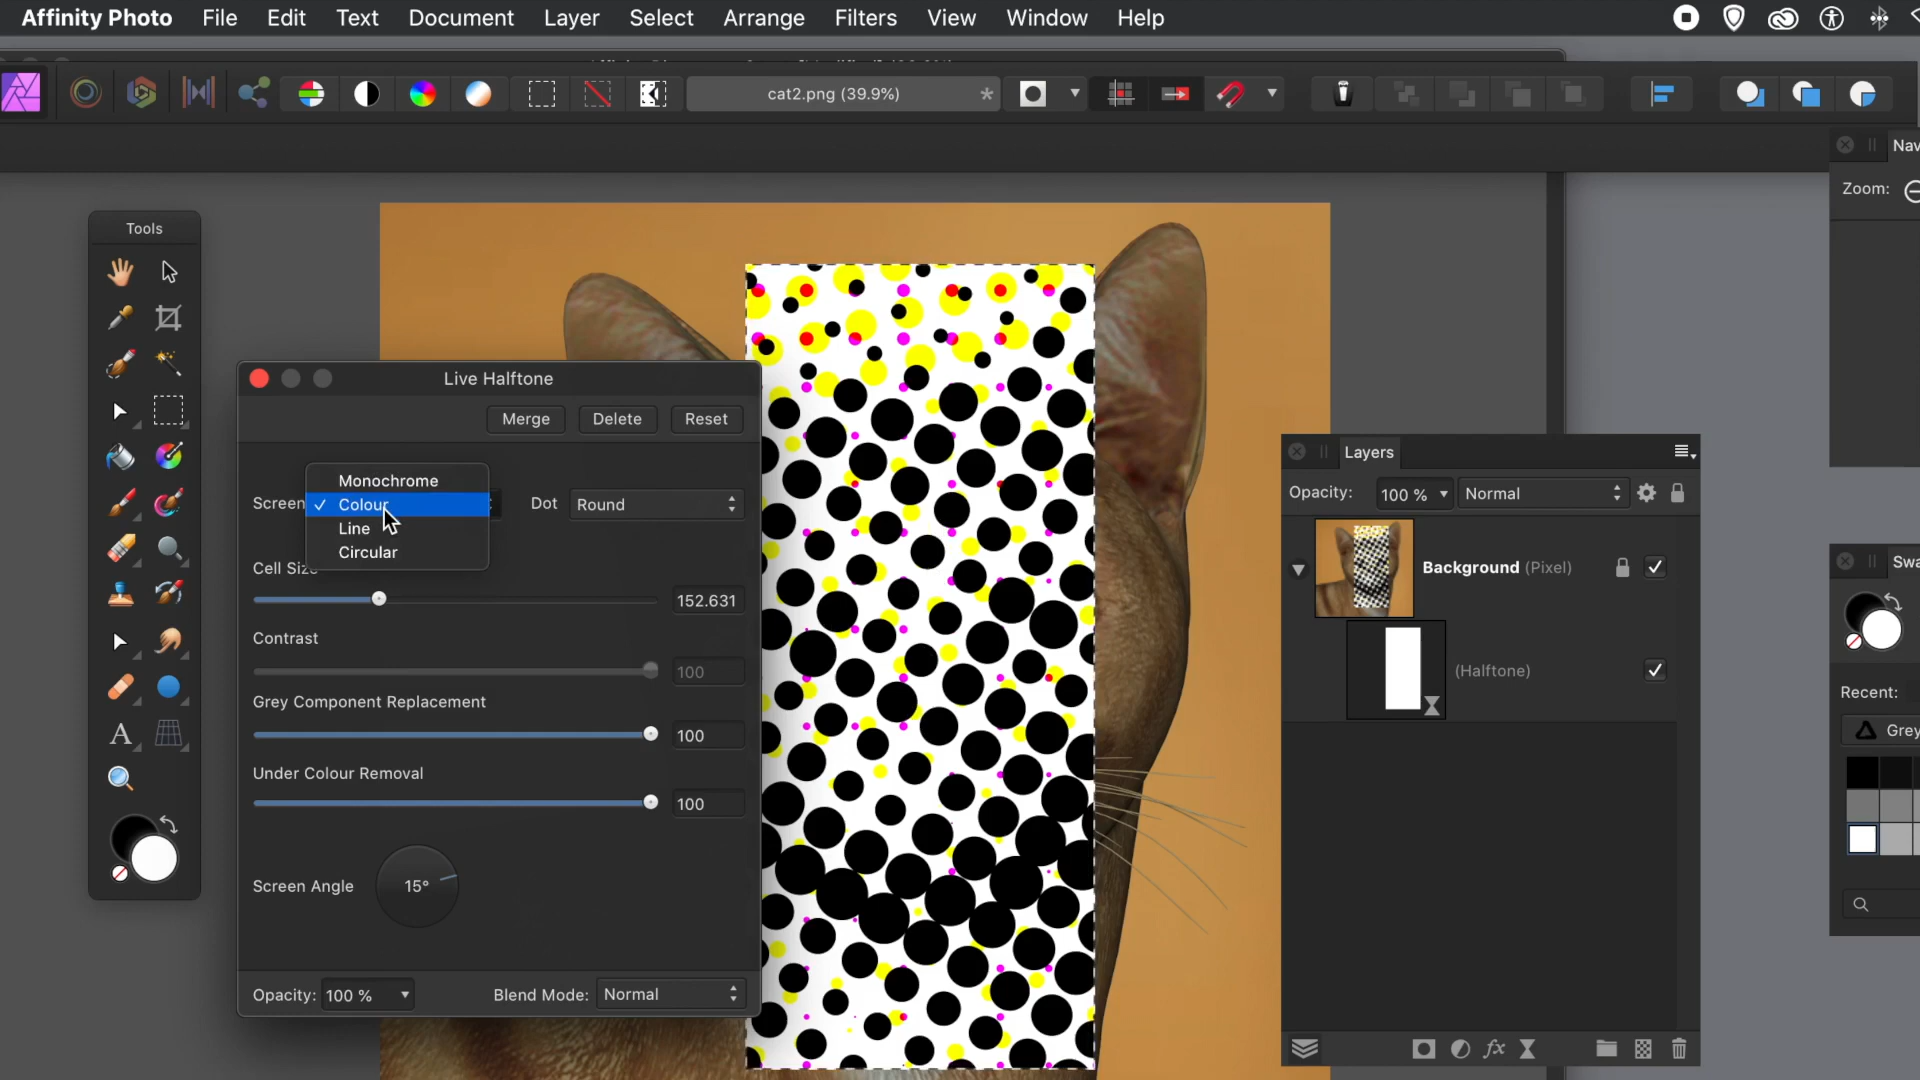 Affinity Photo File Edit Text Document Layer Select Arrange Filters View Window Help
cat2.png (39.9%) *
Nav
Zoom:
Tools
Live Halftone
Merge Delete Reset
Monochrome
Screen ✓ Colour Dot Round
Line
Circular
Cell Size
152.631
Contrast
100
Grey Component Replacement
100
Under Colour Removal
100
Screen Angle 15°
Opacity: 100 % Blend Mode: Normal
Layers
Opacity: 100 % Normal
Background (Pixel)
(Halftone)
Swa
Recent:
Grey
A
fx